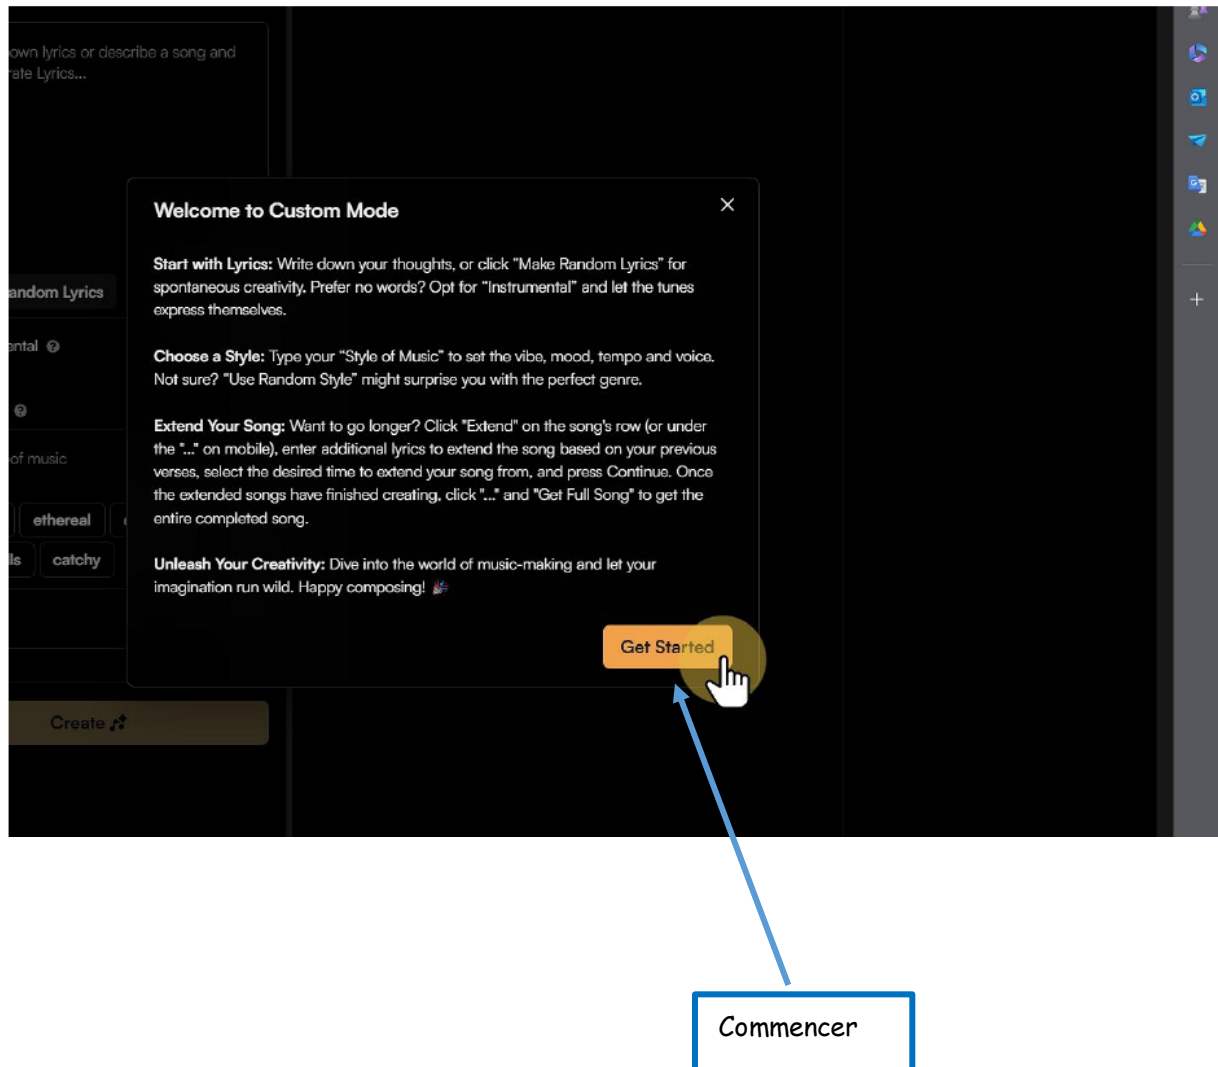 own lyrics or describe a song and
rate Lyrics...
Welcome to Custom Mode
Start with Lyrics: Write down your thoughts, or click "Make Random Lyrics" for
spontaneous creativity. Prefer no words? Opt for "Instrumental" and let the tunes
express themselves.
andom Lyrics
ental
Choose a Style: Type your "Style of Music" to set the vibe, mood, tempo and voice.
Not sure? "Use Random Style" might surprise you with the perfect genre.
Extend Your Song: Want to go longer? Click "Extend" on the song's row (or under
the "..." on mobile), enter additional lyrics to extend the song based on your previous
verses, select the desired time to extend your song from, and press Continue. Once
the extended songs have finished creating, click "..." and "Get Full Song" to get the
entire completed song.
of music
ethereal
ls catchy
Unleash Your Creativity: Dive into the world of music-making and let your
imagination run wild. Happy composing! 🎉
Get Started
Create
Commencer